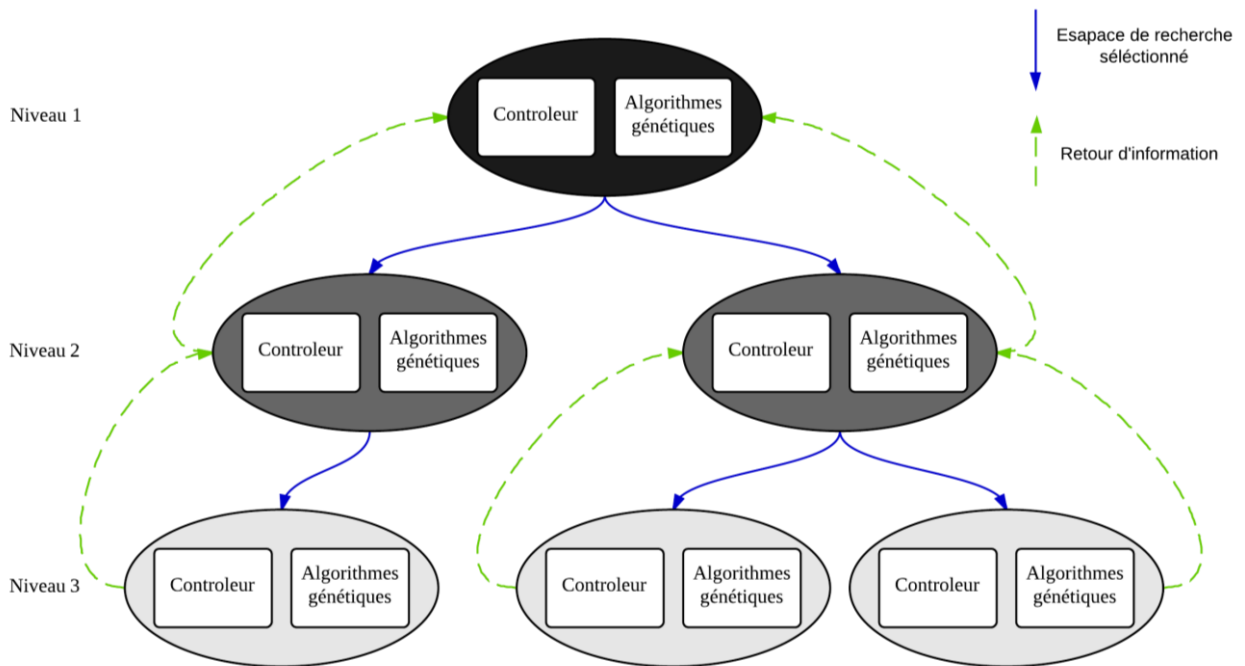 Esapace de recherche
séléctionné
Retour d'information
Niveau 1
Controleur
Algorithmes
génétiques
Niveau 2
Controleur
Algorithmes
génétiques
Controleur
Algorithmes
génétiques
Niveau 3
Controleur
Algorithmes
génétiques
Controleur
Algorithmes
génétiques
Controleur
Algorithmes
génétiques